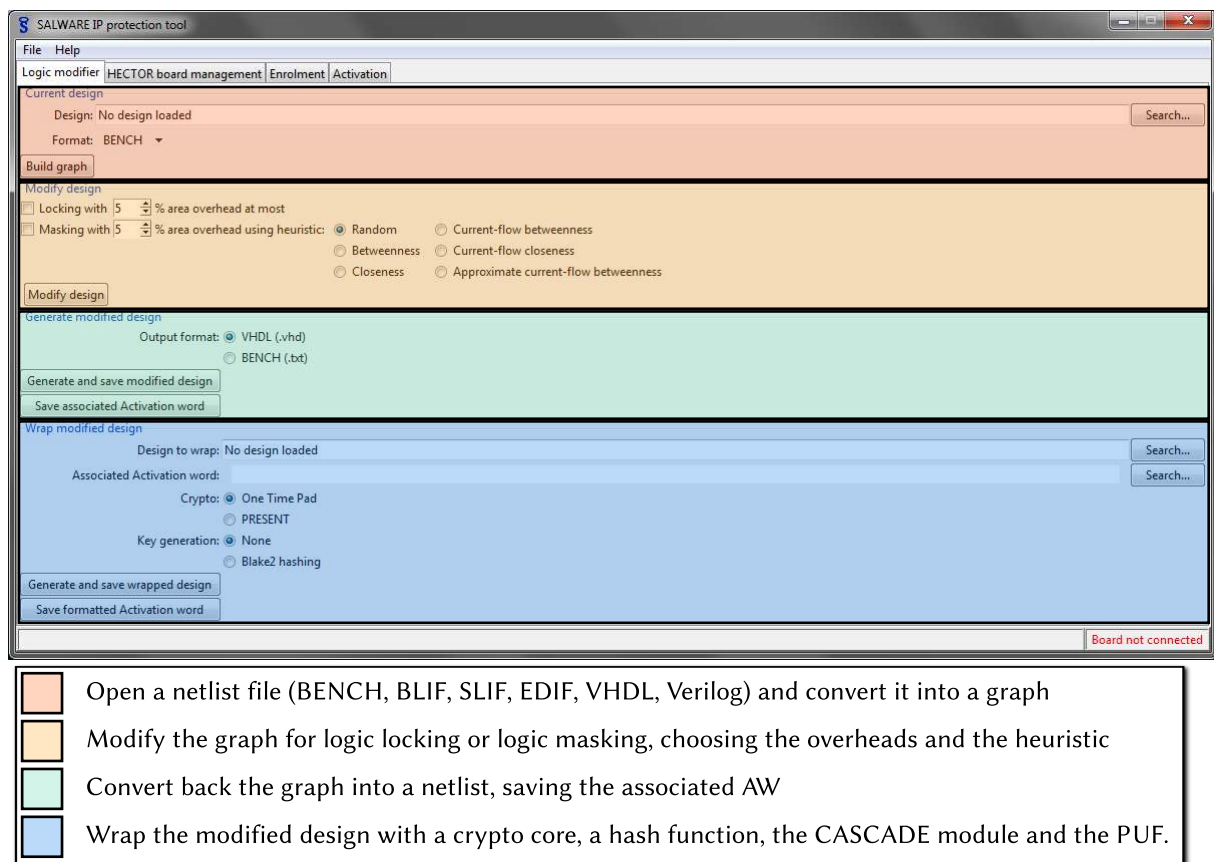 SALWARE IP protection tool
File Help
Logic modifier HECTOR board management Enrolment Activation
Current design
Design: No design loaded Search...
Format: BENCH
Build graph
Modify design
Locking with 5 % area overhead at most
Masking with 5 % area overhead using heuristic: Random Current-flow betweenness
Betweenness Current-flow closeness
Closeness Approximate current-flow betweenness
Modify design
Generate modified design
Output format: VHDL (.vhd)
BENCH (.txt)
Generate and save modified design
Save associated Activation word
Wrap modified design
Design to wrap: No design loaded Search...
Associated Activation word: Search...
Crypto: One Time Pad
PRESENT
Key generation: None
Blake2 hashing
Generate and save wrapped design
Save formatted Activation word
Board not connected
Open a netlist file (BENCH, BLIF, SLIF, EDIF, VHDL, Verilog) and convert it into a graph
Modify the graph for logic locking or logic masking, choosing the overheads and the heuristic
Convert back the graph into a netlist, saving the associated AW
Wrap the modified design with a crypto core, a hash function, the CASCADE module and the PUF.